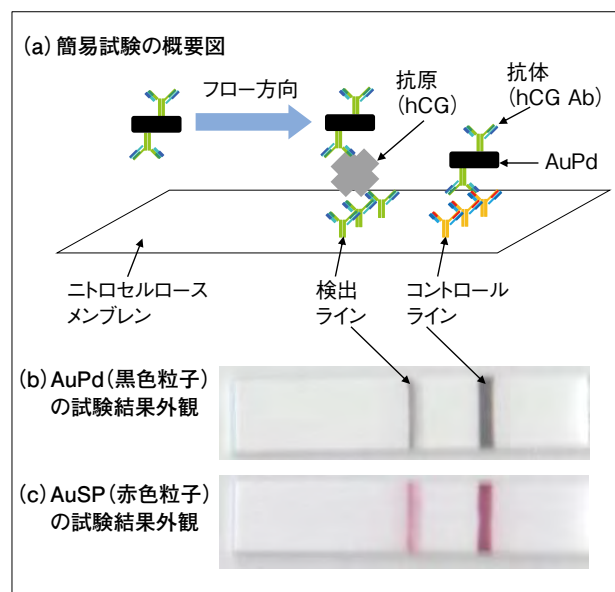 (a)簡易試験の概要図
フロー方向
抗原
(hCG)
抗体
(hCG Ab)
AuPd
ニトロセルロース
メンブレン
検出
ライン
コントロール
ライン
(b)AuPd(黒色粒子)
の試験結果外観
(c)AuSP(赤色粒子)
の試験結果外観